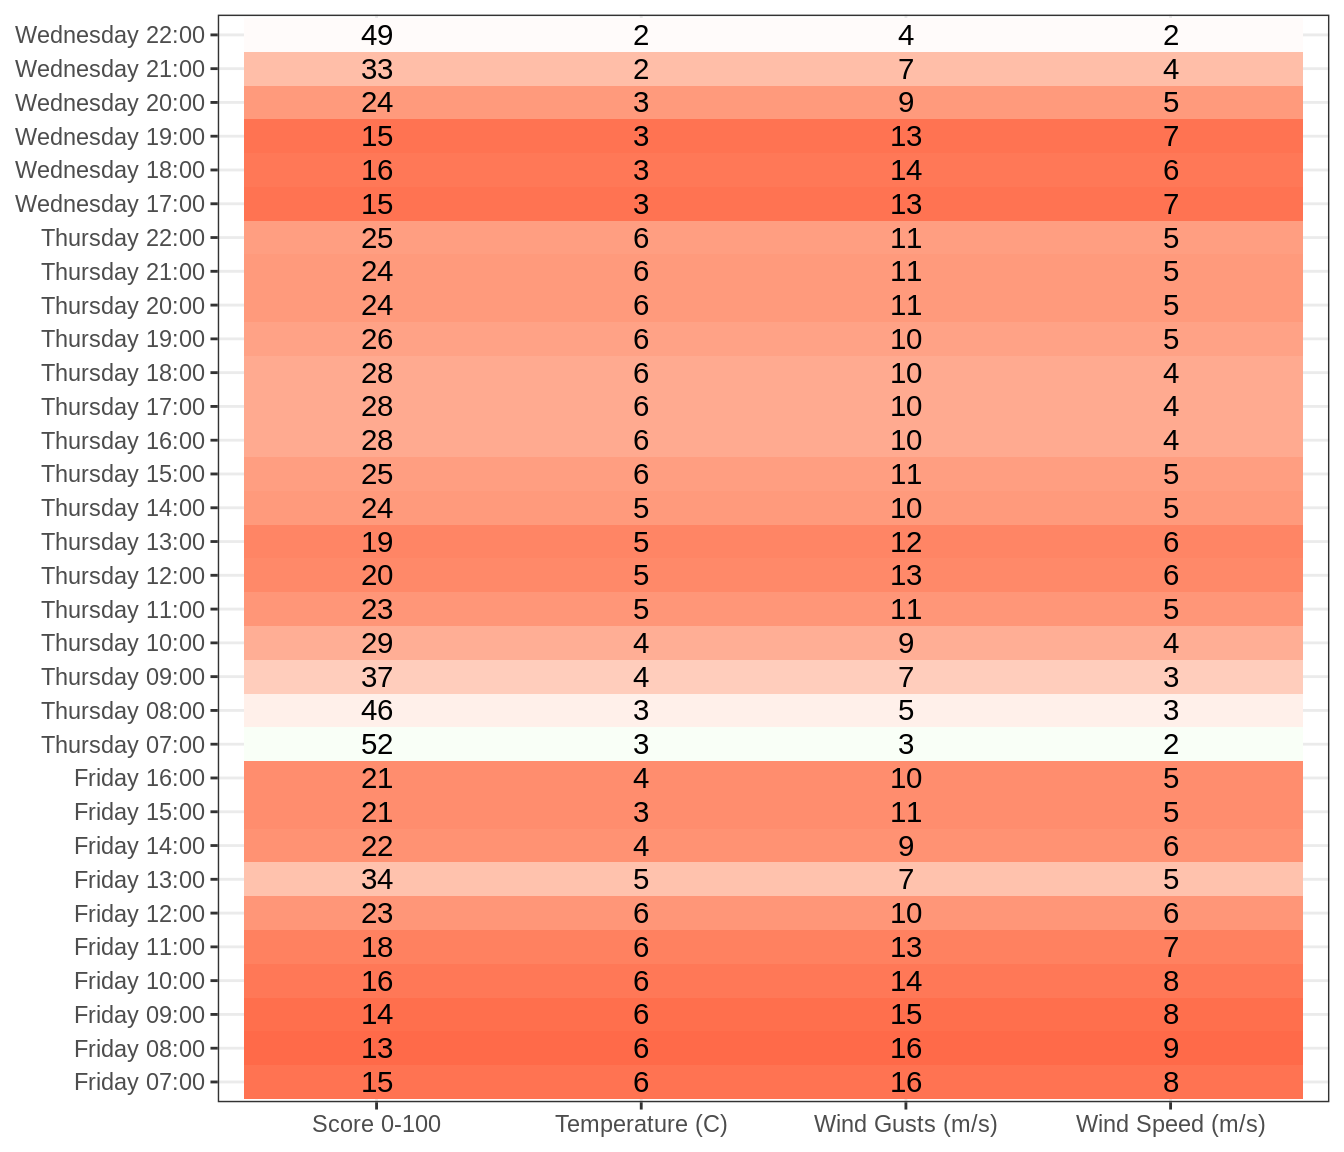 Wednesday 22:00 49 2 4 2
Wednesday 21:00 33 2 7 4
Wednesday 20:00 24 3 9 5
Wednesday 19:00 15 3 13 7
Wednesday 18:00 16 3 14 6
Wednesday 17:00 15 3 13 7
Thursday 22:00 25 6 11 5
Thursday 21:00 24 6 11 5
Thursday 20:00 24 6 11 5
Thursday 19:00 26 6 10 5
Thursday 18:00 28 6 10 4
Thursday 17:00 28 6 10 4
Thursday 16:00 28 6 10 4
Thursday 15:00 25 6 11 5
Thursday 14:00 24 5 10 5
Thursday 13:00 19 5 12 6
Thursday 12:00 20 5 13 6
Thursday 11:00 23 5 11 5
Thursday 10:00 29 4 9 4
Thursday 09:00 37 4 7 3
Thursday 08:00 46 3 5 3
Thursday 07:00 52 3 3 2
Friday 16:00 21 4 10 5
Friday 15:00 21 3 11 5
Friday 14:00 22 4 9 6
Friday 13:00 34 5 7 5
Friday 12:00 23 6 10 6
Friday 11:00 18 6 13 7
Friday 10:00 16 6 14 8
Friday 09:00 14 6 15 8
Friday 08:00 13 6 16 9
Friday 07:00 15 6 16 8
Score 0-100 Temperature (C) Wind Gusts (m/s) Wind Speed (m/s)